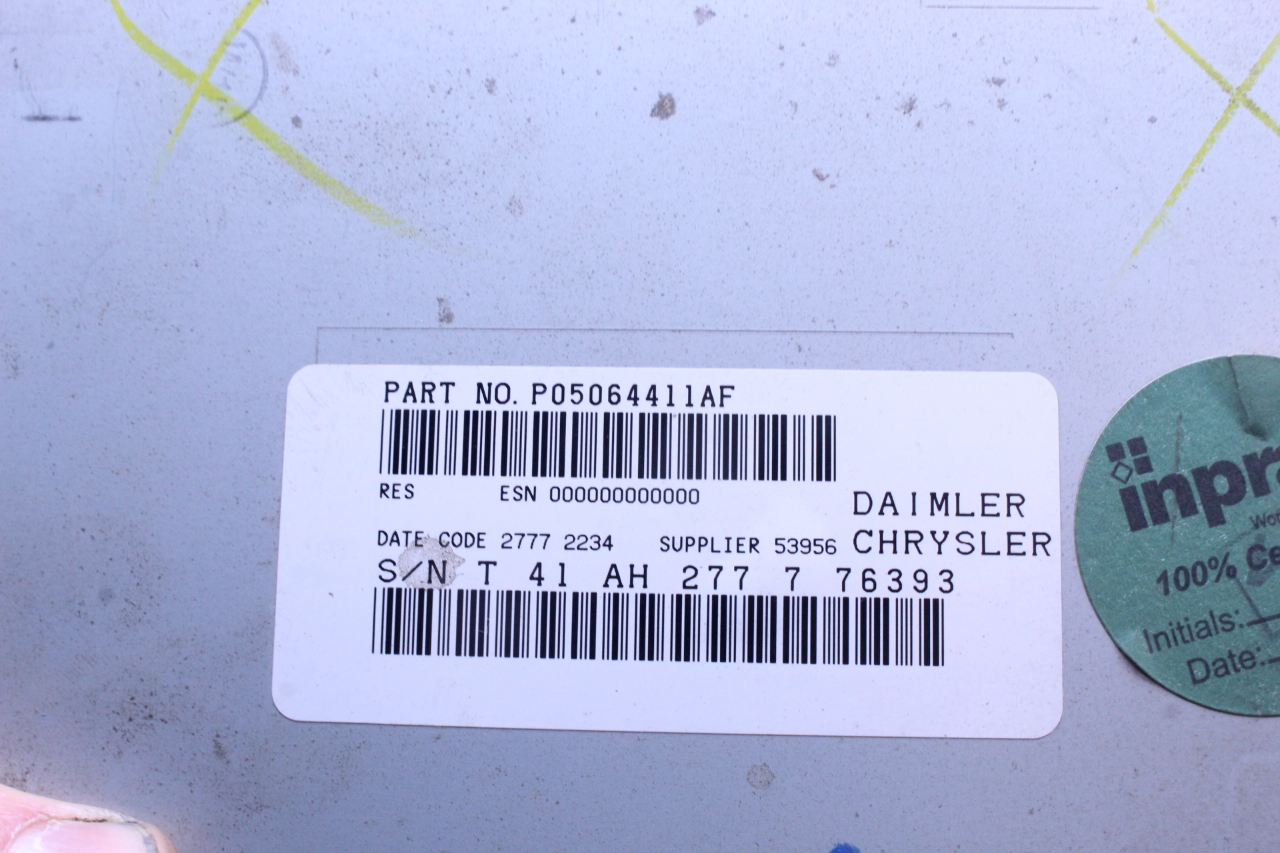 PART NO. P05064411AF
RES ESN 000000000000
DATE CODE 2777 2234 SUPPLIER 53956
DAIMLER
CHRYSLER
S/N T 41 AH 277 7 76393
inpr
100% Ce
Initials:
Date: